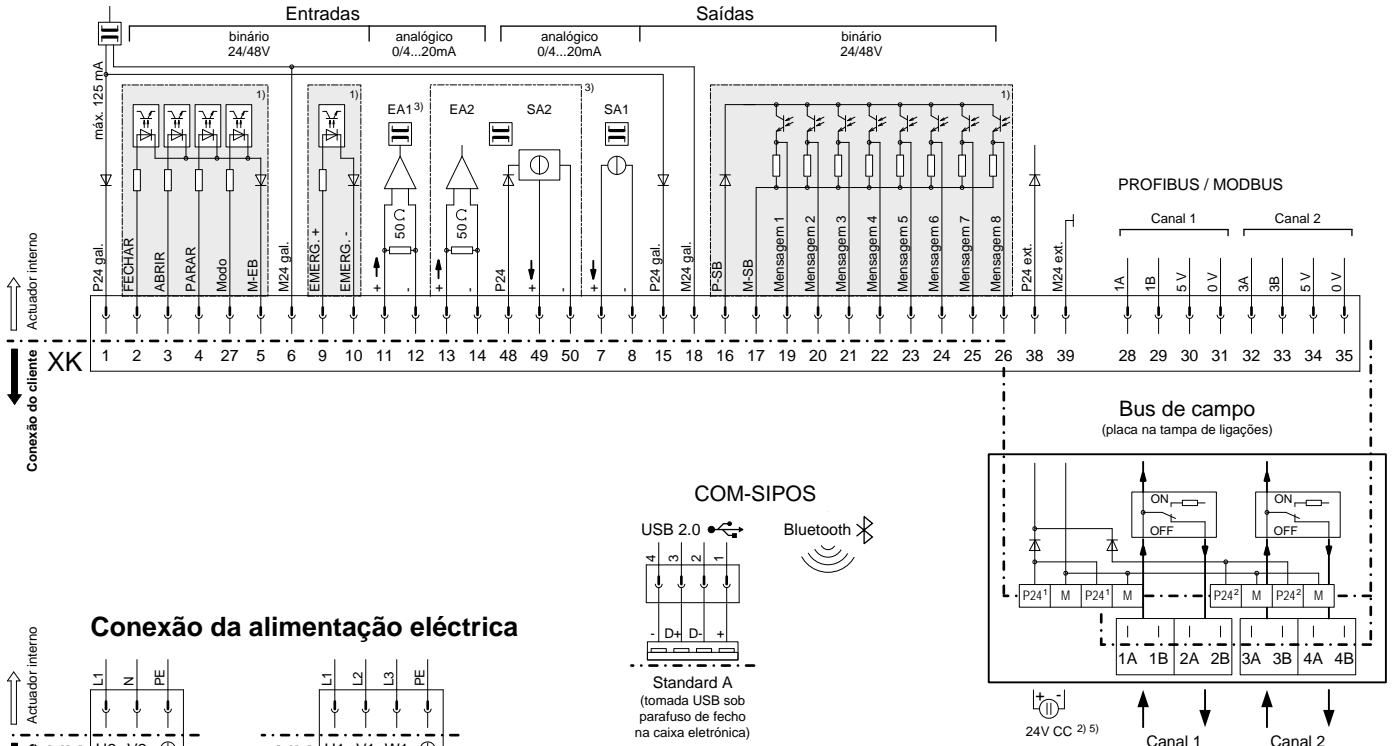 Entradas
Saídas
binário
24/48V
analógico
0/4...20mA
analógico
0/4...20mA
binário
24/48V
máx. 125 mA
1)
1)
EA1 3)
EA2
SA2
3)
SA1
1)
50 Ω
50 Ω
PROFIBUS / MODBUS
Canal 1
Canal 2
Actuador interno
P24 gal.
FECHAR
ABRIR
PARAR
Modo
M-EB
M24 gal.
EMERG. +
EMERG. -
+
-
+
-
P24
+
-
+
-
P24 gal.
M24 gal.
P-SB
M-SB
Mensagem 1
Mensagem 2
Mensagem 3
Mensagem 4
Mensagem 5
Mensagem 6
Mensagem 7
Mensagem 8
P24 ext.
M24 ext.
1A
1B
5 V
0 V
3A
3B
5 V
0 V
XK 1 2 3 4 27 5 6 9 10 11 12 13 14 48 49 50 7 8 15 18 16 17 19 20 21 22 23 24 25 26 38 39 28 29 30 31 32 33 34 35
Conexão do cliente
Bus de campo
(placa na tampa de ligações)
ON
OFF
ON
OFF
P24¹ M P24¹ M P24² M P24² M
1A 1B 2A 2B 3A 3B 4A 4B
24V CC 2) 5)
+ -
Canal 1
Canal 2
COM-SIPOS
USB 2.0
Bluetooth
4 3 2 1
- D+ D- +
Standard A
(tomada USB sob
parafuso de fecho
na caixa eletrónica)
Conexão da alimentação eléctrica
Actuador interno
L1 N PE
L1 L2 L3 PE
U1 V1 W1